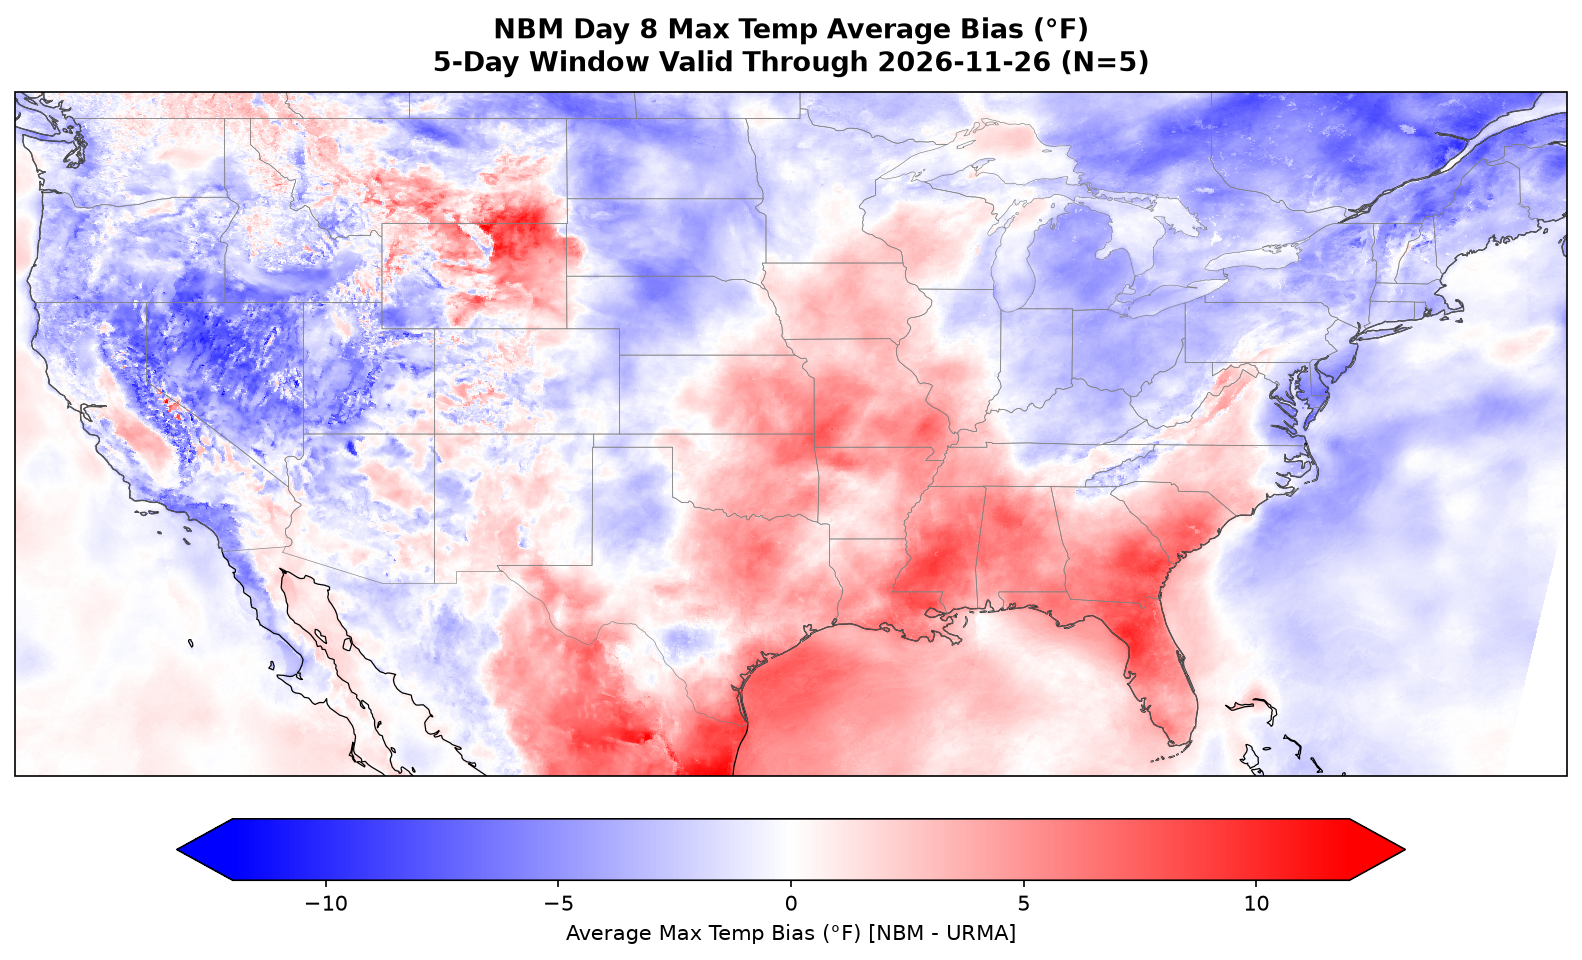 NBM Day 8 Max Temp Average Bias (°F)
5-Day Window Valid Through 2026-11-26 (N=5)
−10 −5 0 5 10
Average Max Temp Bias (°F) [NBM - URMA]